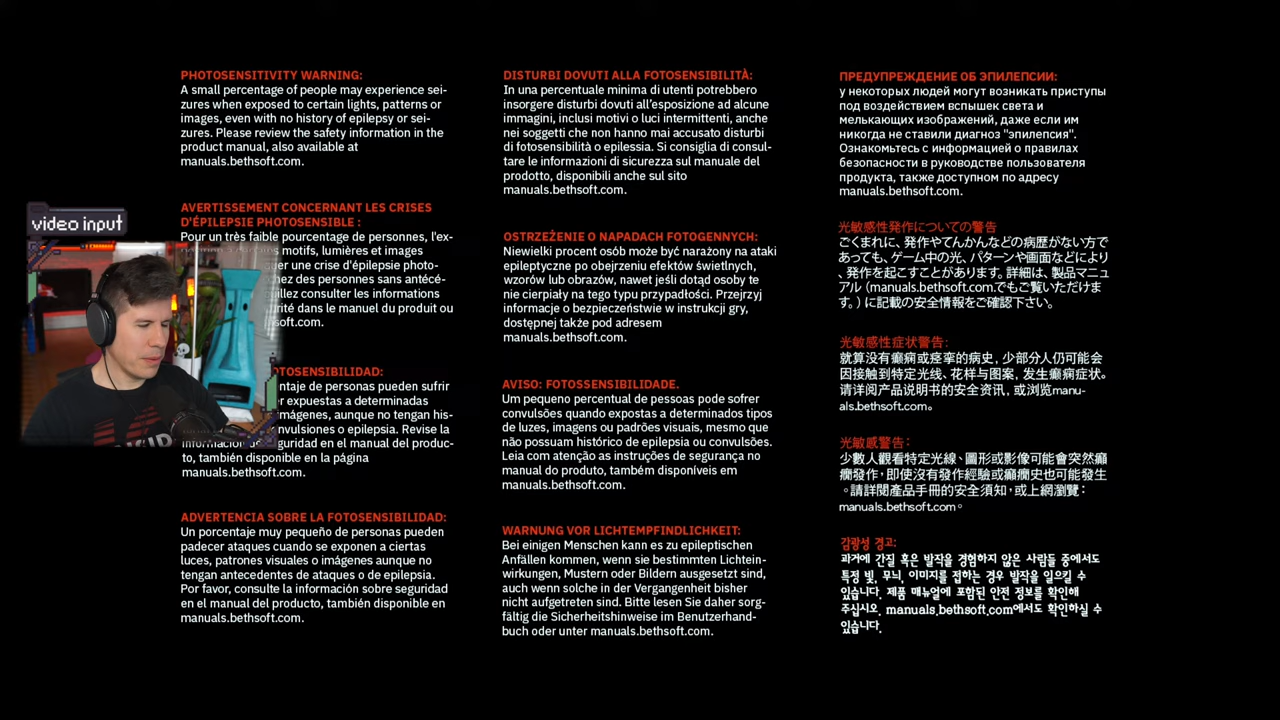 PHOTOSENSITIVITY WARNING:
A small percentage of people may experience sei-
zures when exposed to certain lights, patterns or
images, even with no history of epilepsy or sei-
zures. Please review the safety information in the
product manual, also available at
manuals.bethsoft.com.
AVERTISSEMENT CONCERNANT LES CRISES
D'ÉPILEPSIE PHOTOSENSIBLE :
Pour un très faible pourcentage de personnes, l'ex-
motifs, lumières et images
une crise d'épilepsie photo-
des personnes sans antécé-
consulter les informations
dans le manuel du produit ou
de personas pueden sufrir
expuestas a determinadas
aunque no tengan his-
o epilepsia. Revise la
en el manual del produc-
to, también disponible en la página
manuals.bethsoft.com.
ADVERTENCIA SOBRE LA FOTOSENSIBILIDAD:
Un porcentaje muy pequeño de personas pueden
padecer ataques cuando se exponen a ciertas
luces, patrones visuales o imágenes aunque no
tengan antecedentes de ataques o de epilepsia.
Por favor, consulte la información sobre seguridad
en el manual del producto, también disponible en
manuals.bethsoft.com.
video input
DISTURBI DOVUTI ALLA FOTOSENSIBILITÀ:
In una percentuale minima di utenti potrebbero
insorgere disturbi dovuti all'esposizione ad alcune
immagini, inclusi motivi o luci intermittenti, anche
nei soggetti che non hanno mai accusato disturbi
di fotosensibilità o epilessia. Si consiglia di consul-
tare le informazioni di sicurezza sul manuale del
prodotto, disponibili anche sul sito
manuals.bethsoft.com.
OSTRZEŻENIE O NAPADACH FOTOGENNYCH:
Niewielki procent osób może być narażony na ataki
epileptyczne po obejrzeniu efektów świetlnych,
wzorów lub obrazów, nawet jeśli dotąd osoby te
nie cierpiały na tego typu przypadłości. Przejrzyj
informacje o bezpieczeństwie w instrukcji gry,
dostępnej także pod adresem
manuals.bethsoft.com.
AVISO: FOTOSSENSIBILIDADE.
Um pequeno percentual de pessoas pode sofrer
convulsões quando expostas a determinados tipos
de luzes, imagens ou padrões visuais, mesmo que
não possuam histórico de epilepsia ou convulsões.
Leia com atenção as instruções de segurança no
manual do produto, também disponíveis em
manuals.bethsoft.com.
WARNUNG VOR LICHTEMPFINDLICHKEIT:
Bei einigen Menschen kann es zu epileptischen
Anfällen kommen, wenn sie bestimmten Lichtein-
wirkungen, Mustern oder Bildern ausgesetzt sind,
auch wenn solche in der Vergangenheit bisher
nicht aufgetreten sind. Bitte lesen Sie daher sorg-
fältig die Sicherheitshinweise im Benutzerhand-
buch oder unter manuals.bethsoft.com.
ПРЕДУПРЕЖДЕНИЕ ОБ ЭПИЛЕПСИИ:
у некоторых людей могут возникать приступы
под воздействием вспышек света и
мелькающих изображений, даже если им
никогда не ставили диагноз "эпилепсия".
Ознакомьтесь с информацией о правилах
безопасности в руководстве пользователя
продукта, также доступном по адресу
manuals.bethsoft.com.
光敏感性発作についての警告
ごくまれに、発作やてんかんなどの病歴がない方で
あっても、ゲーム中の光、パターンや画面などにより
、発作を起こすことがあります。詳細は、製品マニュ
アル (manuals.bethsoft.comでもご覧いただけま
す。) に記載の安全情報をご確認下さい。
光敏感性症状警告:
就算没有癫痫或痉挛的病史，少部分人仍可能会
因接触到特定光线、花样与图案，发生癫痫症状。
请详阅产品说明书的安全资讯，或浏览manu-
als.bethsoft.com。
光敏感警告：
少數人觀看特定光線、圖形或影像可能會突然癲
癇發作，即使沒有發作經驗或癲癇史也可能發生
。請詳閱產品手冊的安全須知，或上網瀏覽：
manuals.bethsoft.com。
감광성 경고:
과거에 간질 혹은 발작을 경험하지 않은 사람들 중에서도
특정 빛, 무늬, 이미지를 접하는 경우 발작을 일으킬 수
있습니다. 제품 매뉴얼에 포함된 안전 정보를 확인해
주십시오. manuals.bethsoft.com에서도 확인하실 수
있습니다.